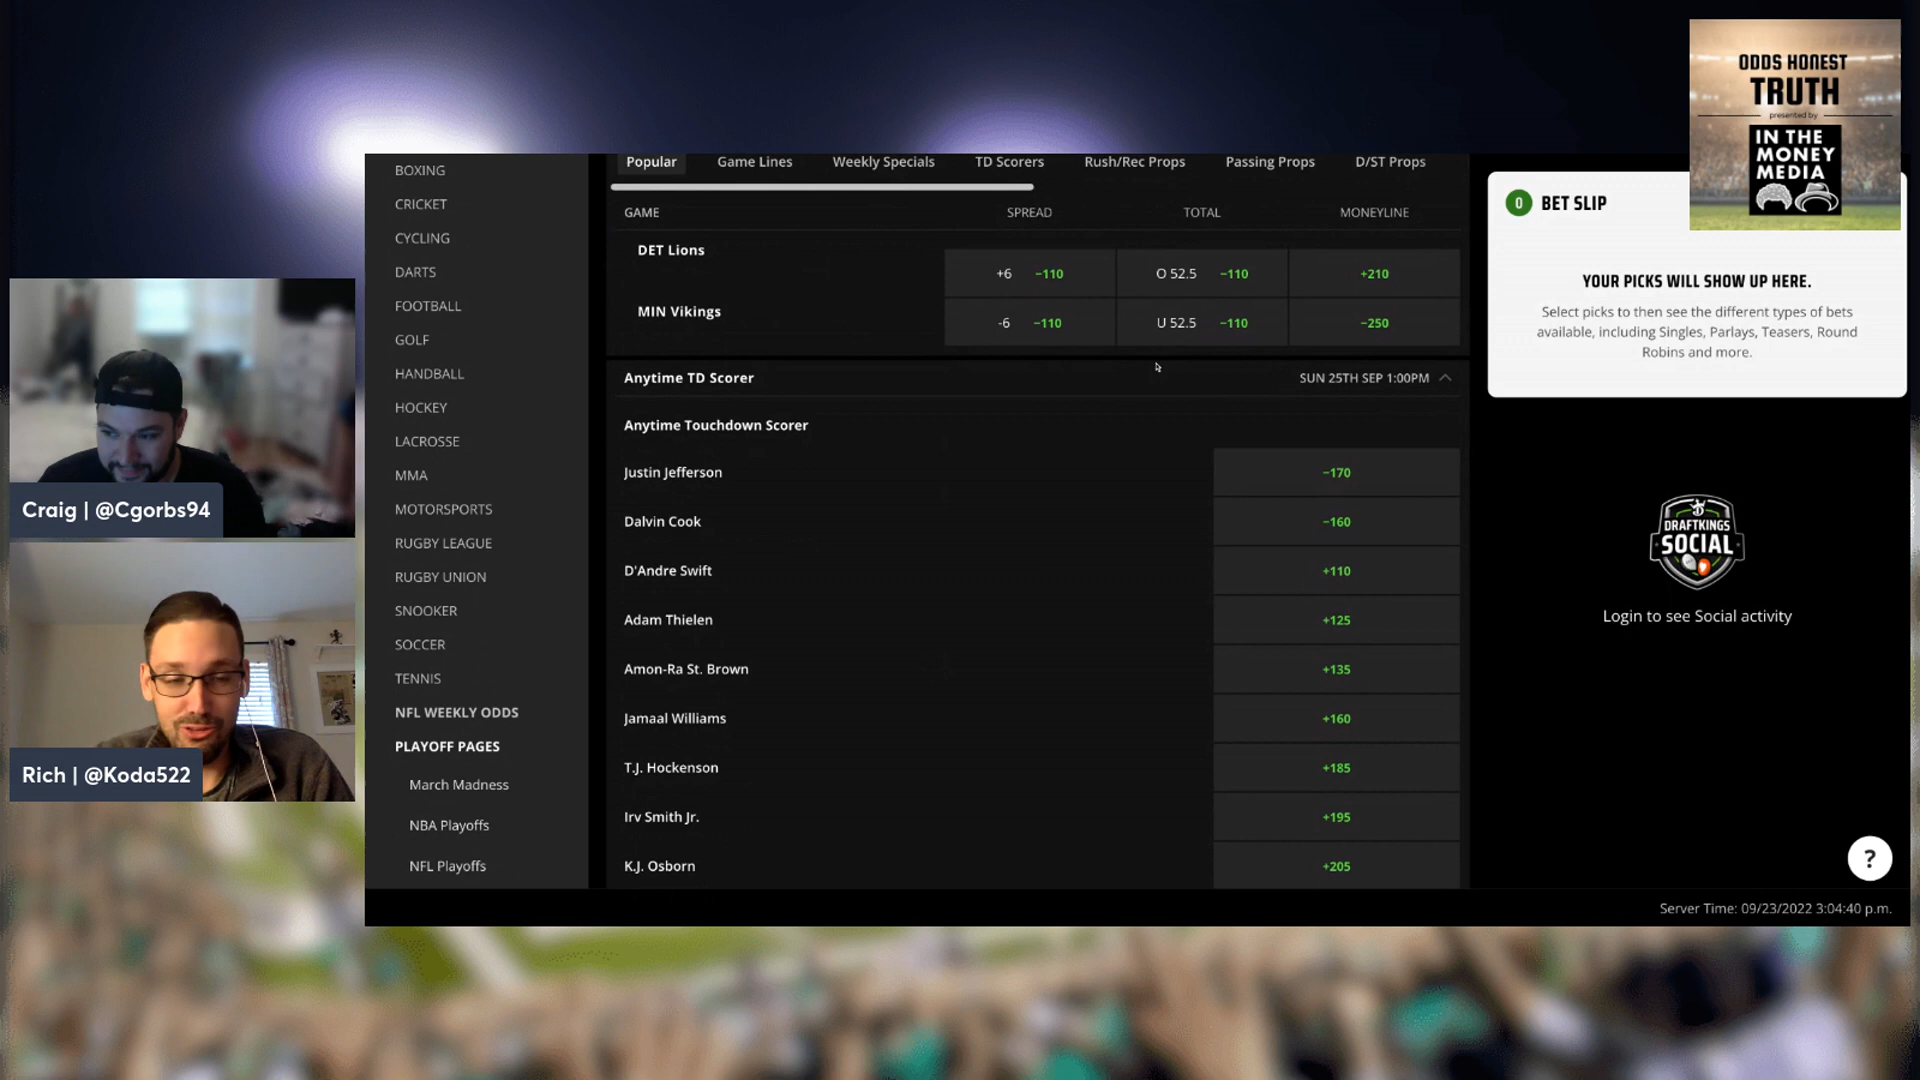 ODDS HONEST
TRUTH
presented by
IN THE
MONEY
MEDIA
BOXING
CRICKET
CYCLING
DARTS
FOOTBALL
GOLF
HANDBALL
HOCKEY
LACROSSE
MMA
MOTORSPORTS
RUGBY LEAGUE
RUGBY UNION
SNOOKER
SOCCER
TENNIS
NFL WEEKLY ODDS
PLAYOFF PAGES
March Madness
NBA Playoffs
NFL Playoffs
Popular Game Lines Weekly Specials TD Scorers Rush/Rec Props Passing Props D/ST Props
GAME SPREAD TOTAL MONEYLINE
DET Lions +6 −110 O 52.5 −110 +210
MIN Vikings -6 −110 U 52.5 −110 −250
Anytime TD Scorer SUN 25TH SEP 1:00PM
Anytime Touchdown Scorer
Justin Jefferson −170
Dalvin Cook −160
D'Andre Swift +110
Adam Thielen +125
Amon-Ra St. Brown +135
Jamaal Williams +160
T.J. Hockenson +185
Irv Smith Jr. +195
K.J. Osborn +205
0 BET SLIP
YOUR PICKS WILL SHOW UP HERE.
Select picks to then see the different types of bets
available, including Singles, Parlays, Teasers, Round
Robins and more.
DRAFTKINGS
SOCIAL
Login to see Social activity
?
Server Time: 09/23/2022 3:04:40 p.m.
Craig | @Cgorbs94
Rich | @Koda522